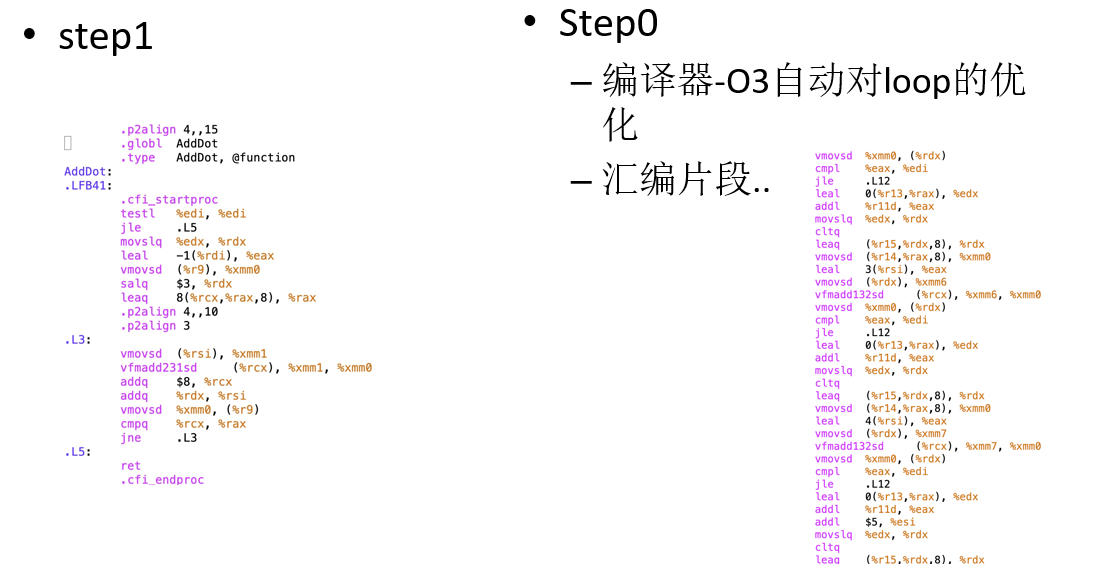 • step1
.p2align 4,,15
.globl AddDot
.type AddDot, @function
AddDot:
.LFB41:
.cfi_startproc
testl %edi, %edi
jle .L5
movslq %edx, %rdx
leal -1(%rdi), %eax
vmovsd (%r9), %xmm0
salq $3, %rdx
leaq 8(%rcx,%rax,8), %rax
.p2align 4,,10
.p2align 3
.L3:
vmovsd (%rsi), %xmm1
vfmadd231sd (%rcx), %xmm1, %xmm0
addq $8, %rcx
addq %rdx, %rsi
vmovsd %xmm0, (%r9)
cmpq %rcx, %rax
jne .L3
.L5:
ret
.cfi_endproc
• Step0
– 编译器-O3自动对loop的优
化
– 汇编片段..
vmovsd %xmm0, (%rdx)
cmpl %eax, %edi
jle .L12
leal 0(%r13,%rax), %edx
addl %r11d, %eax
movslq %edx, %rdx
cltq
leaq (%r15,%rdx,8), %rdx
vmovsd (%r14,%rax,8), %xmm0
leal 3(%rsi), %eax
vmovsd (%rdx), %xmm6
vfmadd132sd (%rcx), %xmm6, %xmm0
vmovsd %xmm0, (%rdx)
cmpl %eax, %edi
jle .L12
leal 0(%r13,%rax), %edx
addl %r11d, %eax
movslq %edx, %rdx
cltq
leaq (%r15,%rdx,8), %rdx
vmovsd (%r14,%rax,8), %xmm0
leal 4(%rsi), %eax
vmovsd (%rdx), %xmm7
vfmadd132sd (%rcx), %xmm7, %xmm0
vmovsd %xmm0, (%rdx)
cmpl %eax, %edi
jle .L12
leal 0(%r13,%rax), %edx
addl %r11d, %eax
addl $5, %esi
movslq %edx, %rdx
cltq
leaq (%r15,%rdx,8), %rdx